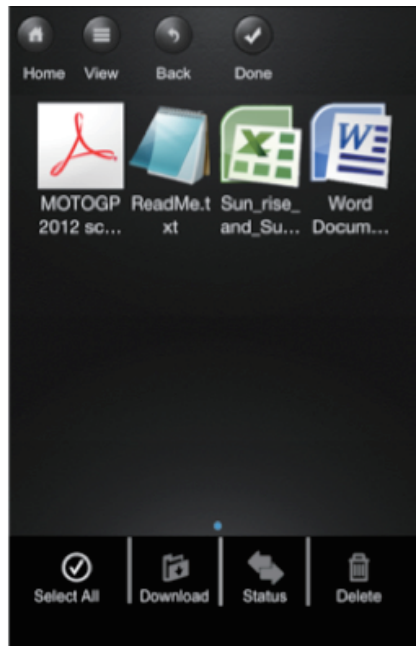 Home View Back Done
MOTOGP ReadMe.t Sun_rise_ Word
2012 sc... xt and_Su... Docum...
Select All Download Status Delete